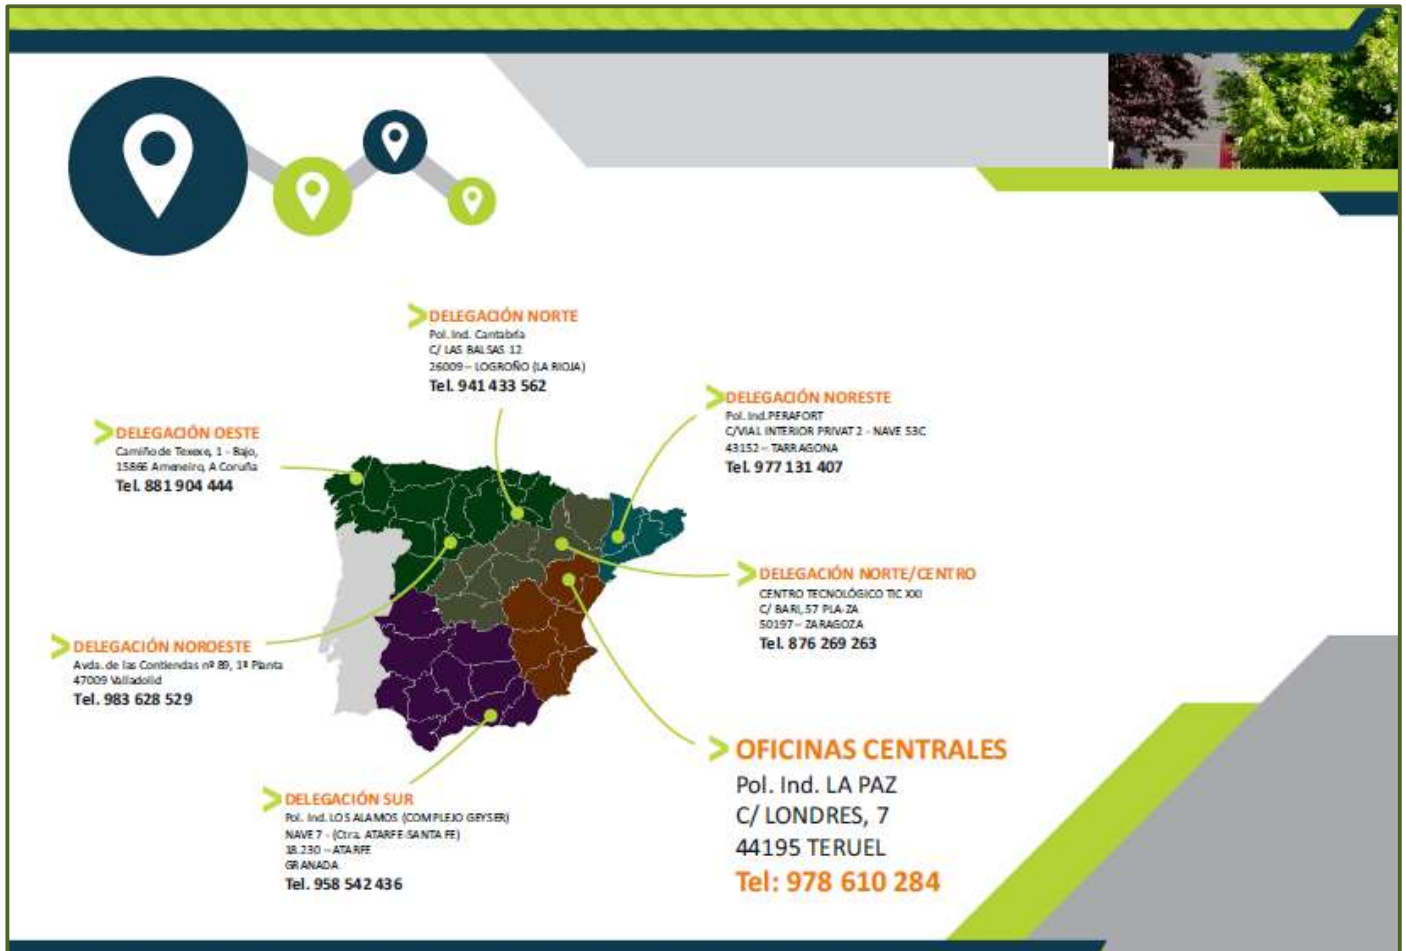 DELEGACIÓN NORTE
Pol. Ind. Cantabria
C/ LAS BALSAS 12
26009 – LOGROÑO (LA RIOJA)
Tel. 941 433 562
DELEGACIÓN NORESTE
Pol. Ind.PERAFORT
C/VIAL INTERIOR PRIVAT 2 - NAVE 53C
43152 – TARRAGONA
Tel. 977 131 407
DELEGACIÓN OESTE
Camiño de Texexe, 1 - Bajo,
15866 Ameneiro, A Coruña
Tel. 881 904 444
DELEGACIÓN NORTE/CENTRO
CENTRO TECNOLÓGICO TIC XXI
C/ BARI, 57 PLA-ZA
50197 – ZARAGOZA
Tel. 876 269 263
DELEGACIÓN NOROESTE
Avda. de las Contiendas nº 89, 1ª Planta
47009 Valladolid
Tel. 983 628 529
OFICINAS CENTRALES
Pol. Ind. LA PAZ
C/ LONDRES, 7
44195 TERUEL
Tel: 978 610 284
DELEGACIÓN SUR
Pol. Ind. LOS ALAMOS (COMPLEJO GEYSER)
NAVE 7 - (Ctra. ATARFE-SANTA FE)
18.230 – ATARFE
GRANADA
Tel. 958 542 436